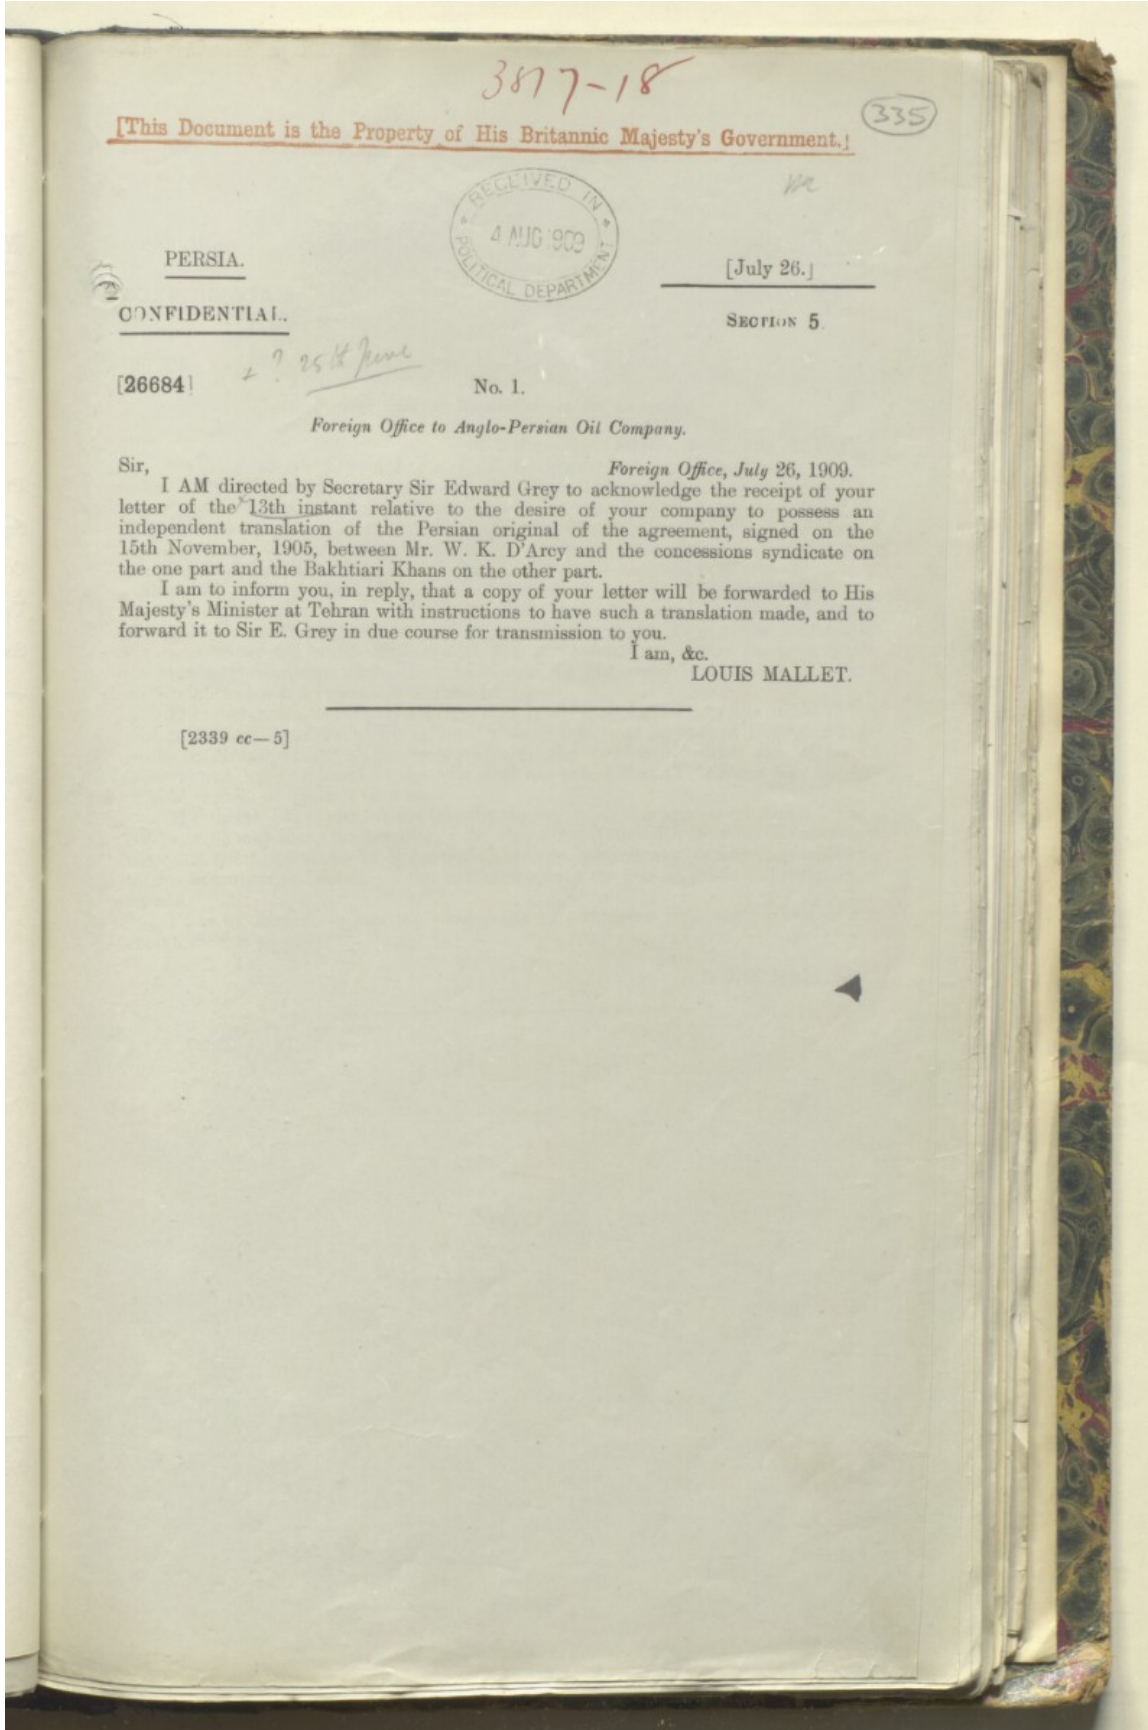 3817-18
[This Document is the Property of His Britannic Majesty's Government.]
335
RECEIVED IN
4 AUG 1909
POLITICAL DEPARTMENT
PERSIA.
[July 26.]
CONFIDENTIAL.
SECTION 5.
+ ? 25th June
[26684]
No. 1.
Foreign Office to Anglo-Persian Oil Company.
Sir,
Foreign Office, July 26, 1909.
I AM directed by Secretary Sir Edward Grey to acknowledge the receipt of your
letter of the 13th instant relative to the desire of your company to possess an
independent translation of the Persian original of the agreement, signed on the
15th November, 1905, between Mr. W. K. D'Arcy and the concessions syndicate on
the one part and the Bakhtiari Khans on the other part.
I am to inform you, in reply, that a copy of your letter will be forwarded to His
Majesty's Minister at Tehran with instructions to have such a translation made, and to
forward it to Sir E. Grey in due course for transmission to you.
I am, &c.
LOUIS MALLET.
[2339 cc—5]